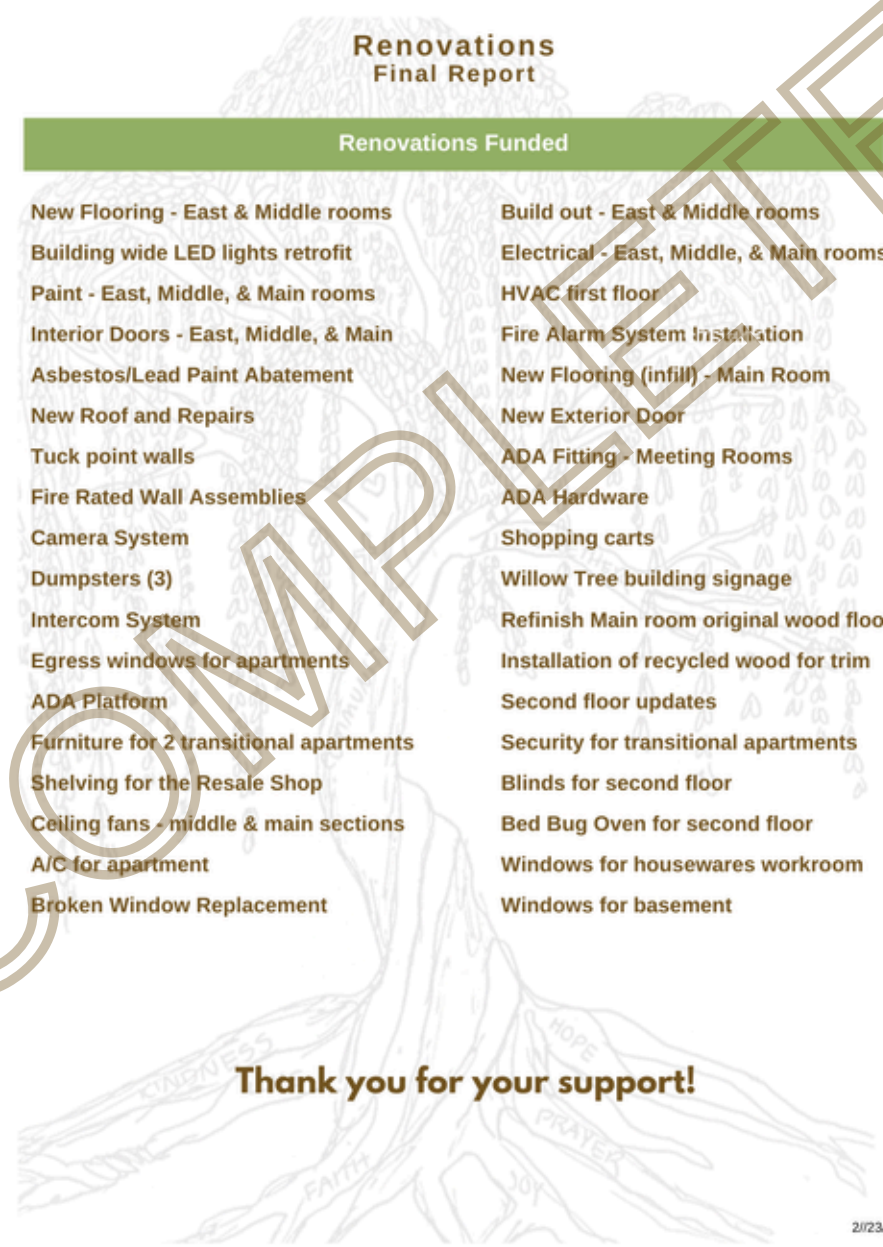 Renovations
Final Report
Renovations Funded
New Flooring - East & Middle rooms
Building wide LED lights retrofit
Paint - East, Middle, & Main rooms
Interior Doors - East, Middle, & Main
Asbestos/Lead Paint Abatement
New Roof and Repairs
Tuck point walls
Fire Rated Wall Assemblies
Camera System
Dumpsters (3)
Intercom System
Egress windows for apartments
ADA Platform
Furniture for 2 transitional apartments
Shelving for the Resale Shop
Ceiling fans - middle & main sections
A/C for apartment
Broken Window Replacement
Build out - East & Middle rooms
Electrical - East, Middle, & Main rooms
HVAC first floor
Fire Alarm System Installation
New Flooring (infill) - Main Room
New Exterior Door
ADA Fitting - Meeting Rooms
ADA Hardware
Shopping carts
Willow Tree building signage
Refinish Main room original wood floo
Installation of recycled wood for trim
Second floor updates
Security for transitional apartments
Blinds for second floor
Bed Bug Oven for second floor
Windows for housewares workroom
Windows for basement
COMPLETE
KINDNESS
HOPE
Thank you for your support!
PRAYER
FAITH
JOY
2//23